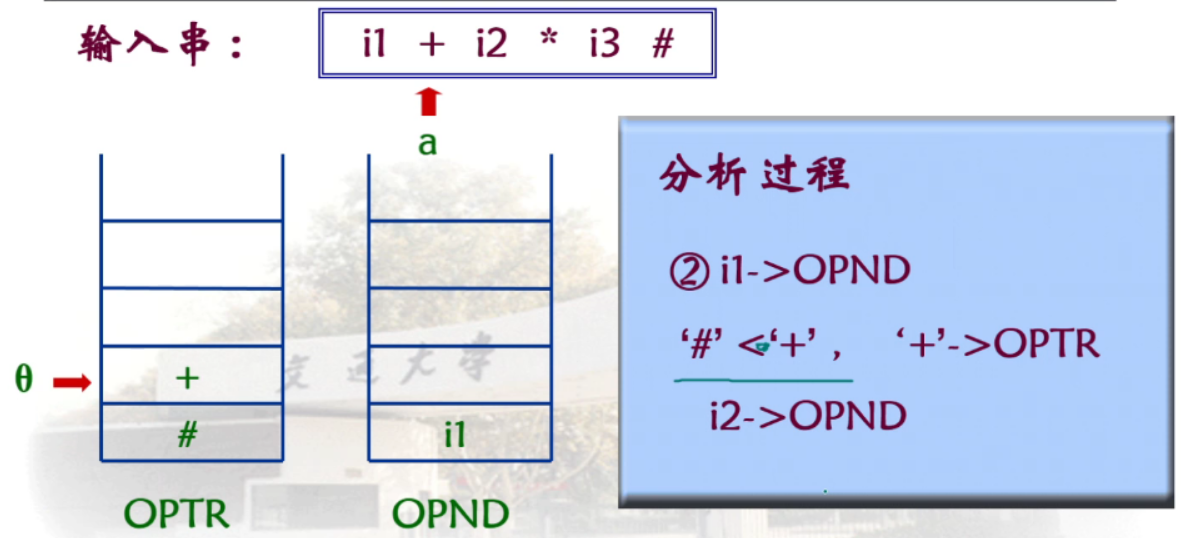 输入串：
i1 + i2 * i3 #
a
分析过程
② i1->OPND
‘#’ <‘+’ ,  ‘+’->OPTR
i2->OPND
θ
+
#
i1
交通大学
OPTR
OPND